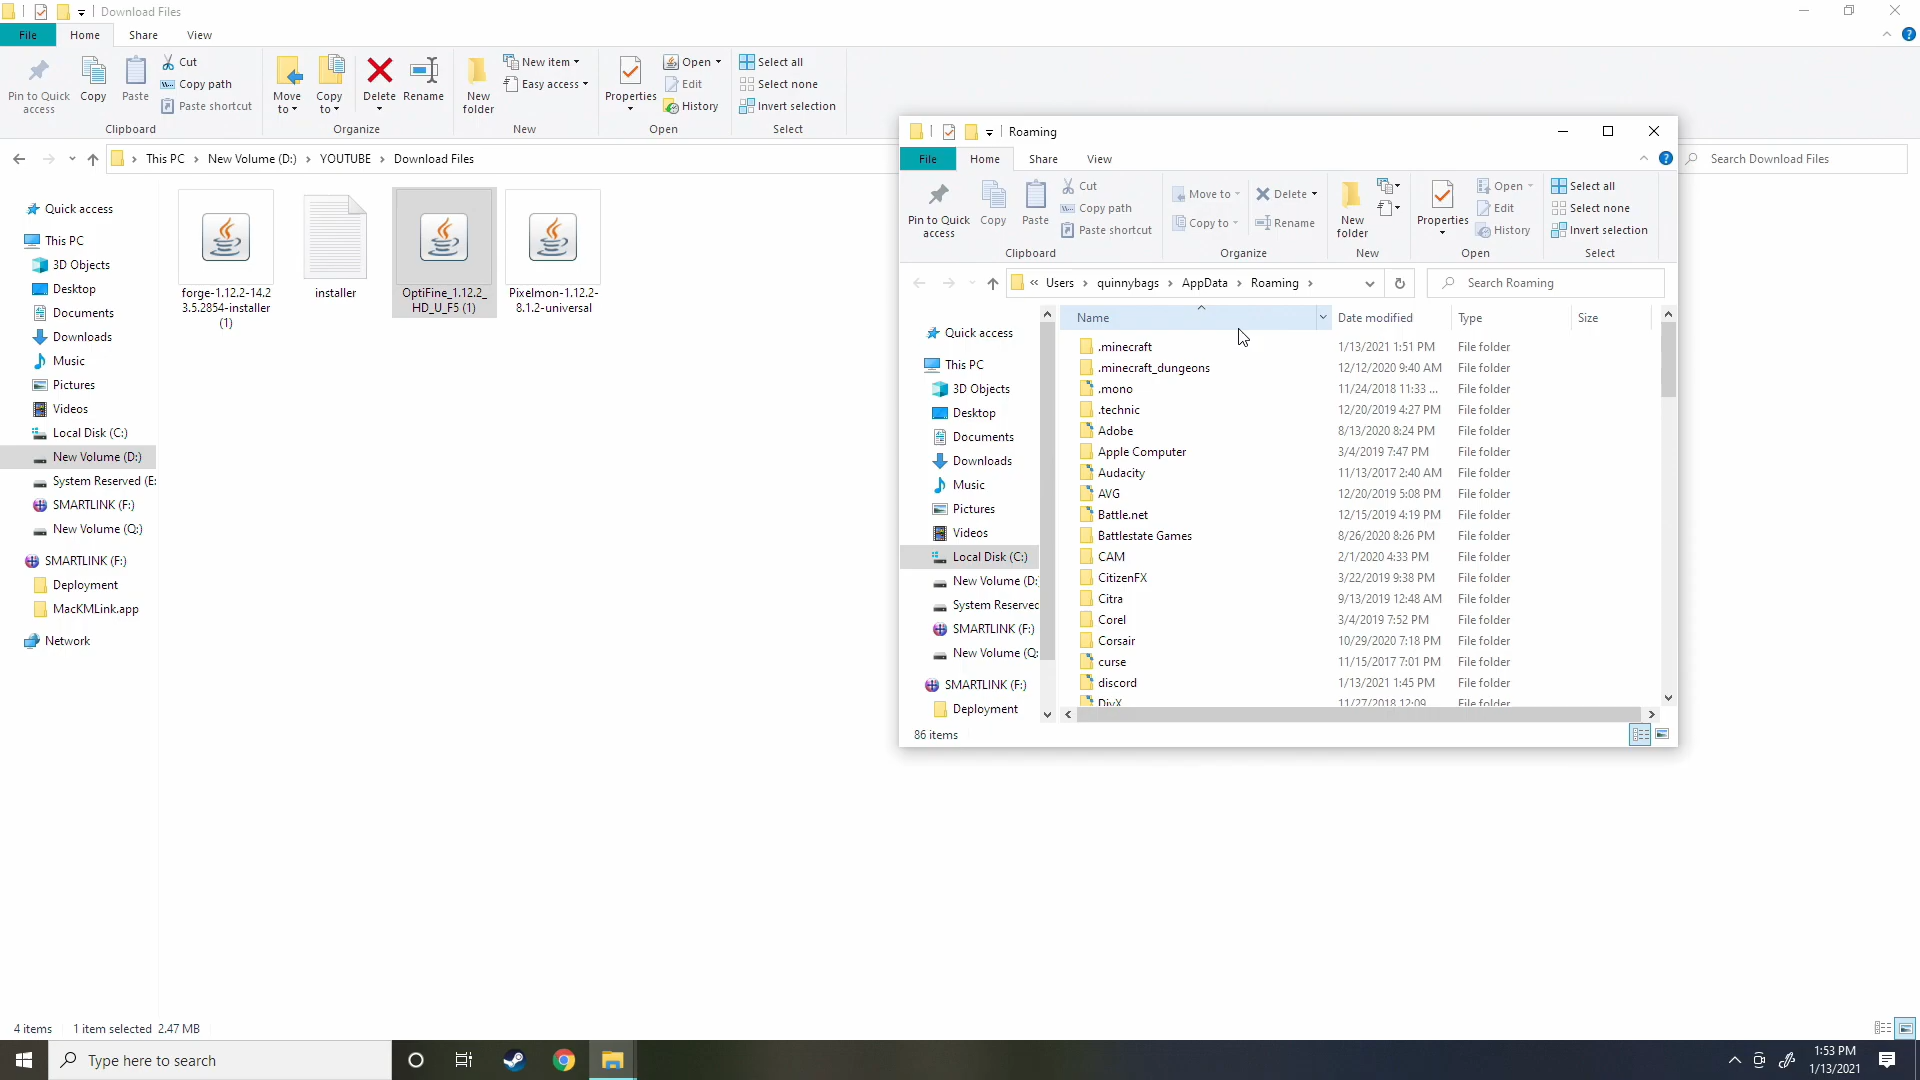 Download Files
File Home Share View
Pin to Quick access
Copy
Paste
Cut
Copy path
Paste shortcut
Clipboard
Move to
Copy to
Delete
Rename
Organize
New folder
New item
Easy access
New
Properties
Open
Edit
History
Open
Select all
Select none
Invert selection
Select
This PC New Volume (D:) YOUTUBE Download Files
Search Download Files
Quick access
This PC
3D Objects
Desktop
Documents
Downloads
Music
Pictures
Videos
Local Disk (C:)
New Volume (D:)
System Reserved (E:
SMARTLINK (F:)
New Volume (Q:)
SMARTLINK (F:)
Deployment
MacKMLink.app
Network
forge-1.12.2-14.2
3.5.2854-installer
(1)
installer
OptiFine_1.12.2_
HD_U_F5 (1)
Pixelmon-1.12.2-
8.1.2-universal
4 items 1 item selected 2.47 MB
Roaming
File Home Share View
Pin to Quick access
Copy
Paste
Cut
Copy path
Paste shortcut
Clipboard
Move to
Copy to
Delete
Rename
Organize
New folder
New
Properties
Open
Edit
History
Open
Select all
Select none
Invert selection
Select
« Users quinnybags AppData Roaming
Search Roaming
Quick access
This PC
3D Objects
Desktop
Documents
Downloads
Music
Pictures
Videos
Local Disk (C:)
New Volume (D:
System Reserved
SMARTLINK (F:)
New Volume (Q:
SMARTLINK (F:)
Deployment
Name Date modified Type Size
.minecraft 1/13/2021 1:51 PM File folder
.minecraft_dungeons 12/12/2020 9:40 AM File folder
.mono 11/24/2018 11:33 ... File folder
.technic 12/20/2019 4:27 PM File folder
Adobe 8/13/2020 8:24 PM File folder
Apple Computer 3/4/2019 7:47 PM File folder
Audacity 11/13/2017 2:40 AM File folder
AVG 12/20/2019 5:08 PM File folder
Battle.net 12/15/2019 4:19 PM File folder
Battlestate Games 8/26/2020 8:26 PM File folder
CAM 2/1/2020 4:33 PM File folder
CitizenFX 3/22/2019 9:38 PM File folder
Citra 9/13/2019 12:48 AM File folder
Corel 3/4/2019 7:52 PM File folder
Corsair 10/29/2020 7:18 PM File folder
curse 11/15/2017 7:01 PM File folder
discord 1/13/2021 1:45 PM File folder
DivX 11/27/2018 12:09 File folder
86 items
Type here to search
1:53 PM
1/13/2021